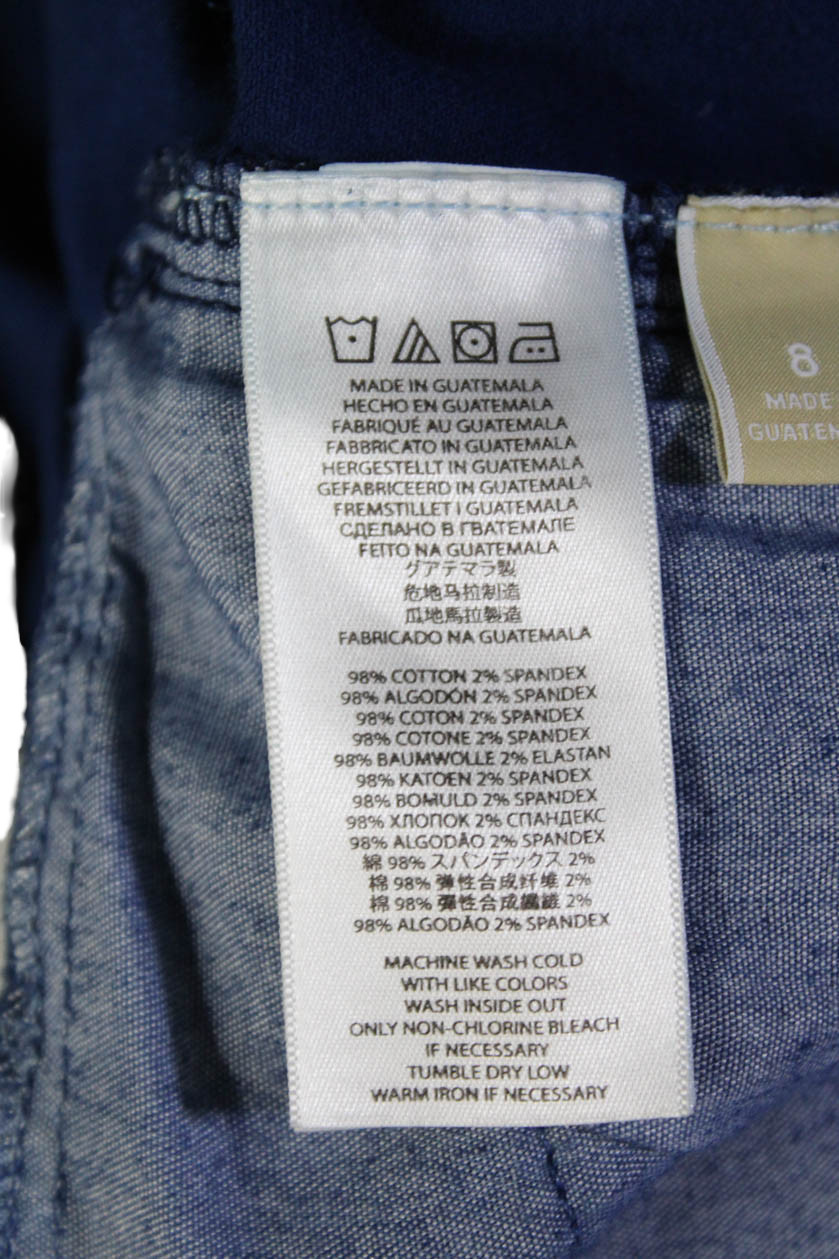 MADE IN GUATEMALA
HECHO EN GUATEMALA
FABRIQUÉ AU GUATEMALA
FABBRICATO IN GUATEMALA
HERGESTELLT IN GUATEMALA
GEFABRICEERD IN GUATEMALA
FREMSTILLET I GUATEMALA
СДЕЛАНО В ГВАТЕМАЛЕ
FEITO NA GUATEMALA
グアテマラ製
危地马拉制造
瓜地馬拉製造
FABRICADO NA GUATEMALA
98% COTTON 2% SPANDEX
98% ALGODÓN 2% SPANDEX
98% COTON 2% SPANDEX
98% COTONE 2% SPANDEX
98% BAUMWOLLE 2% ELASTAN
98% KATOEN 2% SPANDEX
98% BOMULD 2% SPANDEX
98% ХЛОПОК 2% СПАНДЕКС
98% ALGODÃO 2% SPANDEX
綿 98% スパンデックス 2%
棉 98% 弹性合成纤维 2%
棉 98% 彈性合成纖維 2%
98% ALGODÃO 2% SPANDEX
MACHINE WASH COLD
WITH LIKE COLORS
WASH INSIDE OUT
ONLY NON-CHLORINE BLEACH
IF NECESSARY
TUMBLE DRY LOW
WARM IRON IF NECESSARY
8
MADE
GUATEM